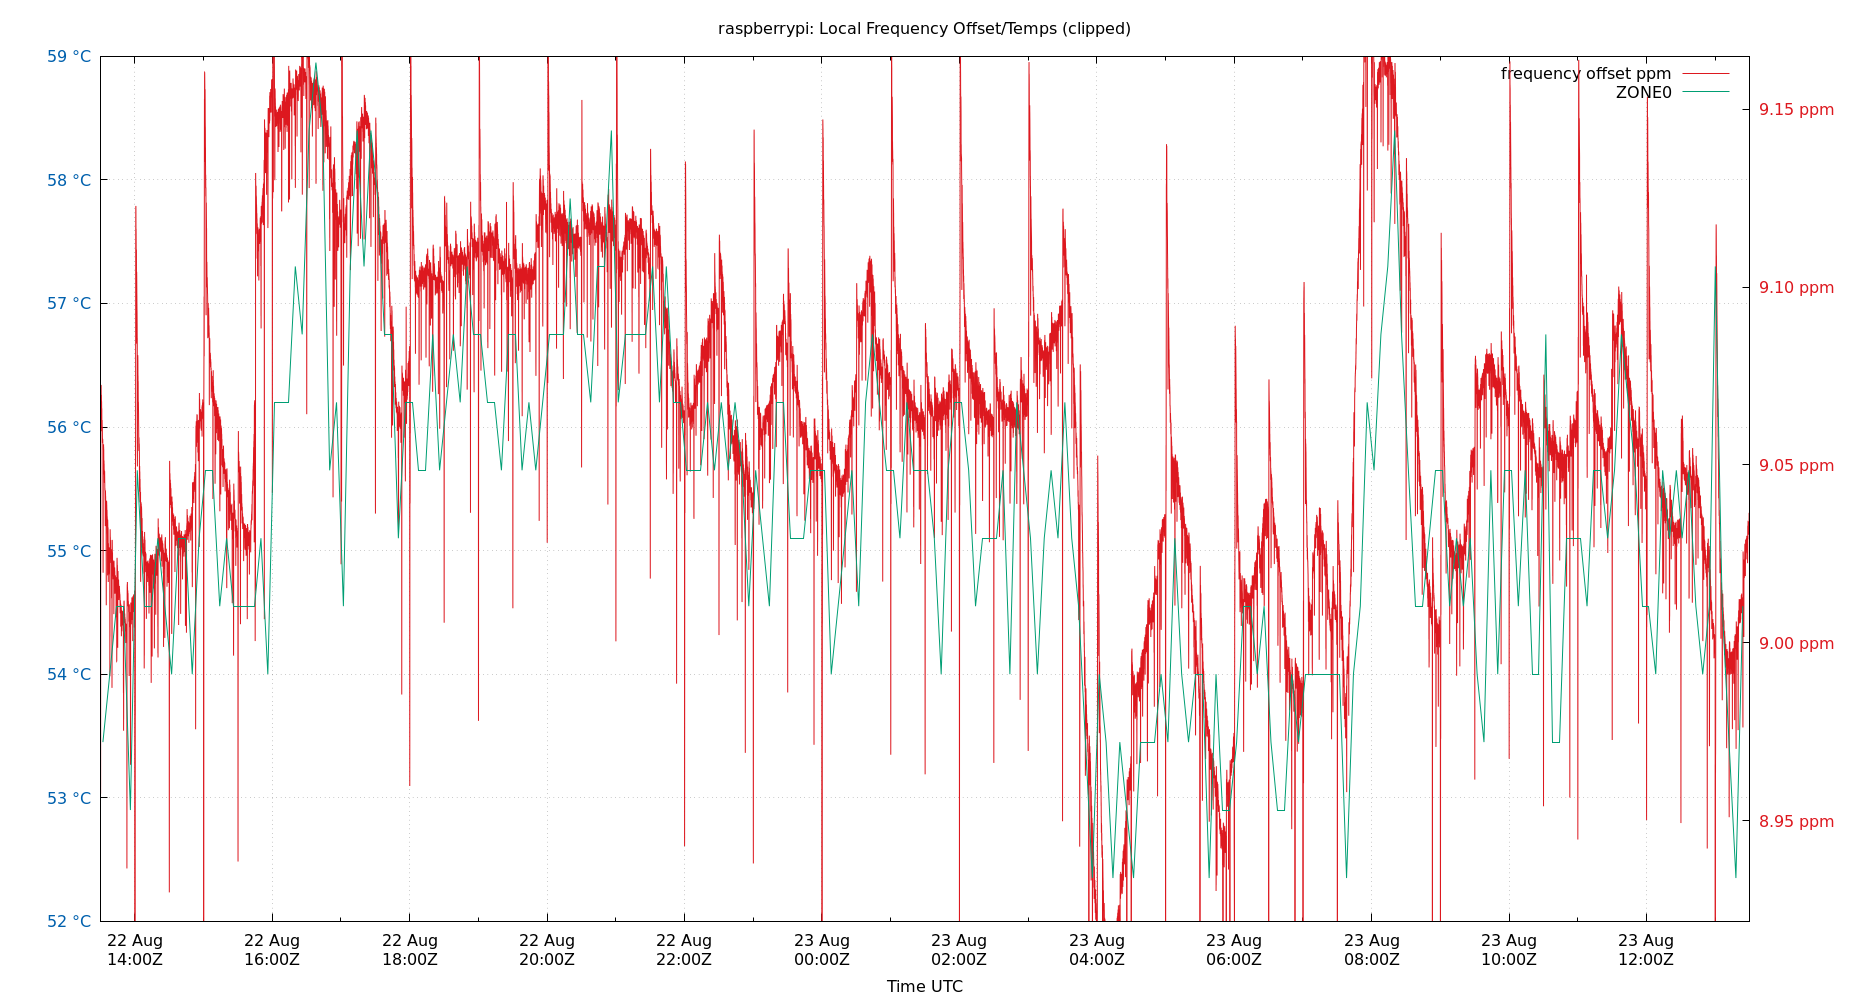 raspberrypi: Local Frequency Offset/Temps (clipped)
frequency offset ppm
ZONE0
59 °C
58 °C
57 °C
56 °C
55 °C
54 °C
53 °C
52 °C
9.15 ppm
9.10 ppm
9.05 ppm
9.00 ppm
8.95 ppm
22 Aug
14:00Z
22 Aug
16:00Z
22 Aug
18:00Z
22 Aug
20:00Z
22 Aug
22:00Z
23 Aug
00:00Z
23 Aug
02:00Z
23 Aug
04:00Z
23 Aug
06:00Z
23 Aug
08:00Z
23 Aug
10:00Z
23 Aug
12:00Z
Time UTC